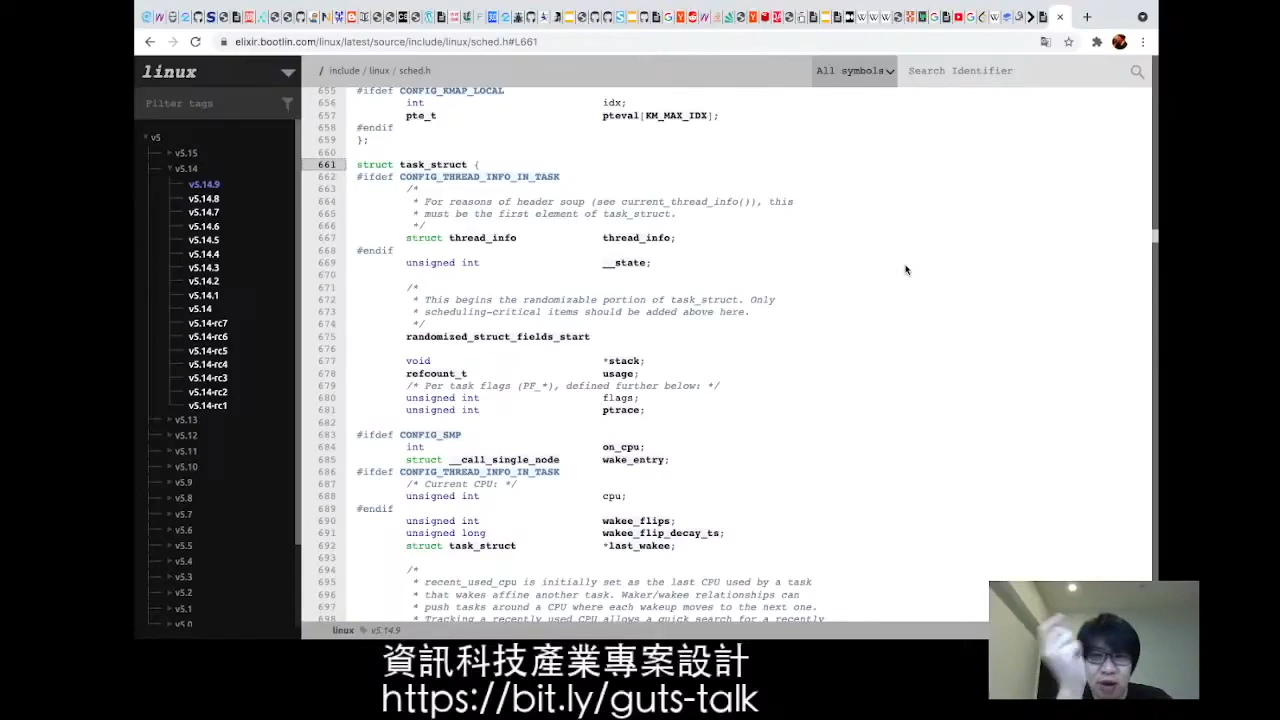 elixir.bootlin.com/linux/latest/source/include/linux/sched.h#L661
linux
/ include / linux / sched.h
All symbols
Search Identifier
Filter tags
v5
v5.15
v5.14
v5.14.9
v5.14.8
v5.14.7
v5.14.6
v5.14.5
v5.14.4
v5.14.3
v5.14.2
v5.14.1
v5.14
v5.14-rc7
v5.14-rc6
v5.14-rc5
v5.14-rc4
v5.14-rc3
v5.14-rc2
v5.14-rc1
v5.13
v5.12
v5.11
v5.10
v5.9
v5.8
v5.7
v5.6
v5.5
v5.4
v5.3
v5.2
v5.1
v5.0
655 #ifdef CONFIG_KMAP_LOCAL
656 int idx;
657 pte_t pteval[KM_MAX_IDX];
658 #endif
659 };
660
661 struct task_struct {
662 #ifdef CONFIG_THREAD_INFO_IN_TASK
663 /*
664 * For reasons of header soup (see current_thread_info()), this
665 * must be the first element of task_struct.
666 */
667 struct thread_info thread_info;
668 #endif
669 unsigned int __state;
670
671 /*
672 * This begins the randomizable portion of task_struct. Only
673 * scheduling-critical items should be added above here.
674 */
675 randomized_struct_fields_start
676
677 void *stack;
678 refcount_t usage;
679 /* Per task flags (PF_*), defined further below: */
680 unsigned int flags;
681 unsigned int ptrace;
682
683 #ifdef CONFIG_SMP
684 int on_cpu;
685 struct __call_single_node wake_entry;
686 #ifdef CONFIG_THREAD_INFO_IN_TASK
687 /* Current CPU: */
688 unsigned int cpu;
689 #endif
690 unsigned int wakee_flips;
691 unsigned long wakee_flip_decay_ts;
692 struct task_struct *last_wakee;
693
694 /*
695 * recent_used_cpu is initially set as the last CPU used by a task
696 * that wakes affine another task. Waker/wakee relationships can
697 * push tasks around a CPU where each wakeup moves to the next one.
698 * Tracking a recently used CPU allows a quick search for a recently
linux v5.14.9
資訊科技產業專案設計
https://bit.ly/guts-talk